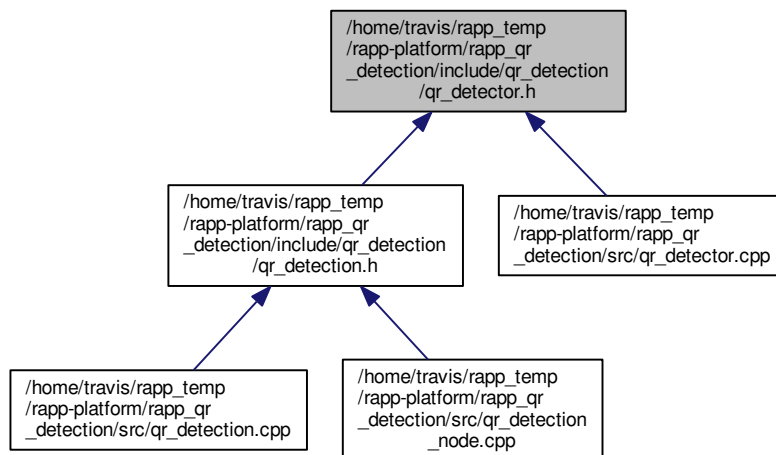 /home/travis/rapp_temp
/rapp-platform/rapp_qr
_detection/include/qr_detection
/qr_detector.h
/home/travis/rapp_temp
/rapp-platform/rapp_qr
_detection/include/qr_detection
/qr_detection.h
/home/travis/rapp_temp
/rapp-platform/rapp_qr
_detection/src/qr_detector.cpp
/home/travis/rapp_temp
/rapp-platform/rapp_qr
_detection/src/qr_detection.cpp
/home/travis/rapp_temp
/rapp-platform/rapp_qr
_detection/src/qr_detection
_node.cpp